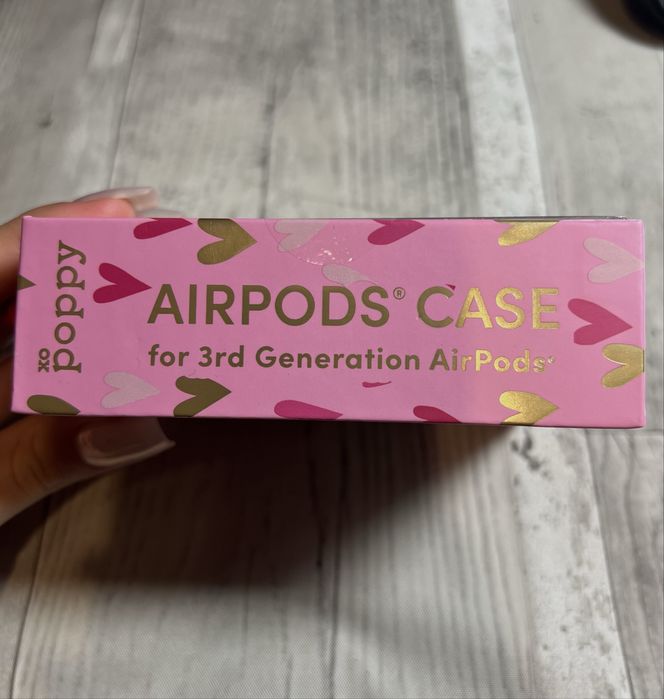 xo
poppy
AIRPODS® CASE
for 3rd Generation AirPods®